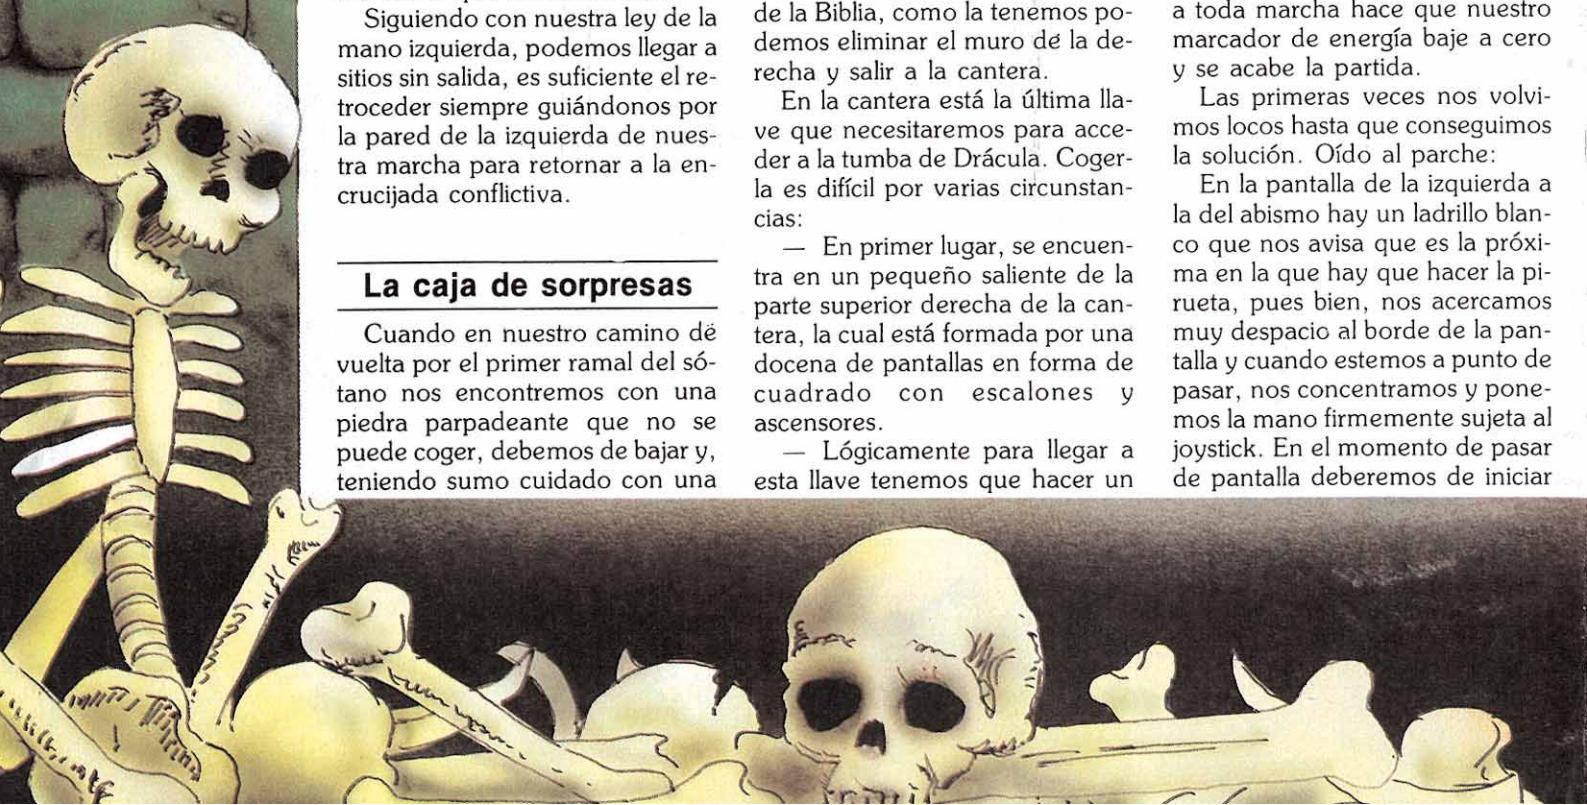 Siguiendo con nuestra ley de la
mano izquierda, podemos llegar a
sitios sin salida, es suficiente el re-
troceder siempre guiándonos por
la pared de la izquierda de nues-
tra marcha para retornar a la en-
crucijada conflictiva.
La caja de sorpresas
Cuando en nuestro camino de
vuelta por el primer ramal del só-
tano nos encontremos con una
piedra parpadeante que no se
puede coger, debemos de bajar y,
teniendo sumo cuidado con una
de la Biblia, como la tenemos po-
demos eliminar el muro de la de-
recha y salir a la cantera.
En la cantera está la última lla-
ve que necesitaremos para acce-
der a la tumba de Drácula. Coger-
la es difícil por varias circunstan-
cias:
— En primer lugar, se encuen-
tra en un pequeño saliente de la
parte superior derecha de la can-
tera, la cual está formada por una
docena de pantallas en forma de
cuadrado con escalones y
ascensores.
— Lógicamente para llegar a
esta llave tenemos que hacer un
a toda marcha hace que nuestro
marcador de energía baje a cero
y se acabe la partida.
Las primeras veces nos volvi-
mos locos hasta que conseguimos
la solución. Oído al parche:
En la pantalla de la izquierda a
la del abismo hay un ladrillo blan-
co que nos avisa que es la próxi-
ma en la que hay que hacer la pi-
rueta, pues bien, nos acercamos
muy despacio al borde de la pan-
talla y cuando estemos a punto de
pasar, nos concentramos y pone-
mos la mano firmemente sujeta al
joystick. En el momento de pasar
de pantalla deberemos de iniciar